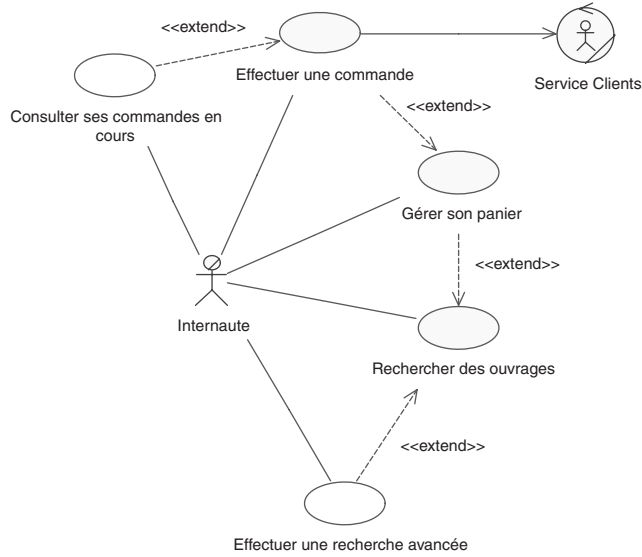 <<extend>>
Effectuer une commande
Service Clients
Consulter ses commandes en
cours
<<extend>>
Gérer son panier
<<extend>>
Internaute
Rechercher des ouvrages
<<extend>>
Effectuer une recherche avancée